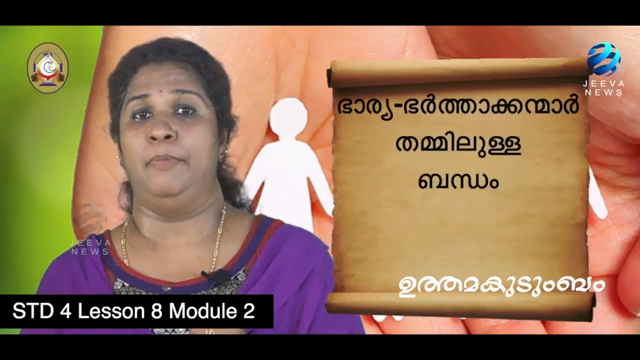 JEEVA
NEWS
ഭാര്യ-ഭർത്താക്കന്മാർ
തമ്മിലുള്ള
ബന്ധം
JEEVA
NEWS
ഉത്തമകുടുംബം
STD 4 Lesson 8 Module 2